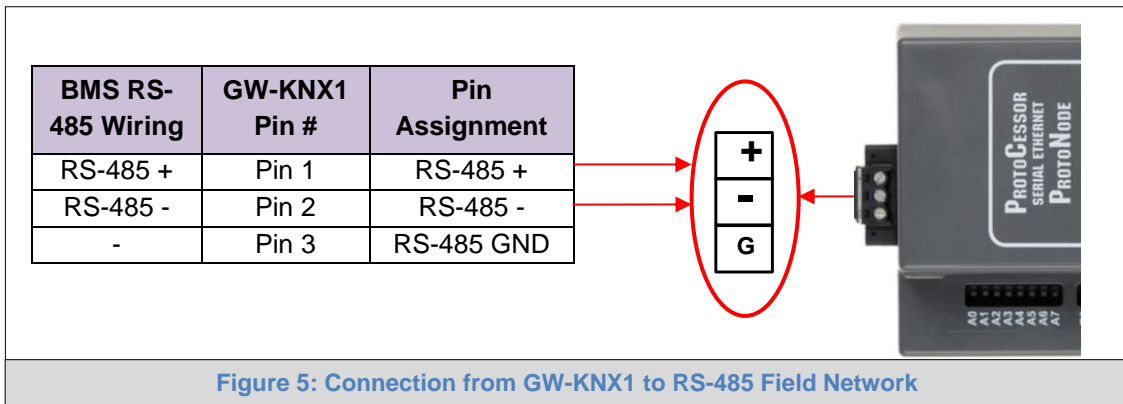 BMS RS-
485 Wiring
GW-KNX1
Pin #
Pin
Assignment
RS-485 +
Pin 1
RS-485 +
RS-485 -
Pin 2
RS-485 -
-
Pin 3
RS-485 GND
+
-
G
PROTOCESSOR
SERIAL ETHERNET
PROTONODE
A0
A1
A2
A3
A4
A5
A6
A7
Figure 5: Connection from GW-KNX1 to RS-485 Field Network